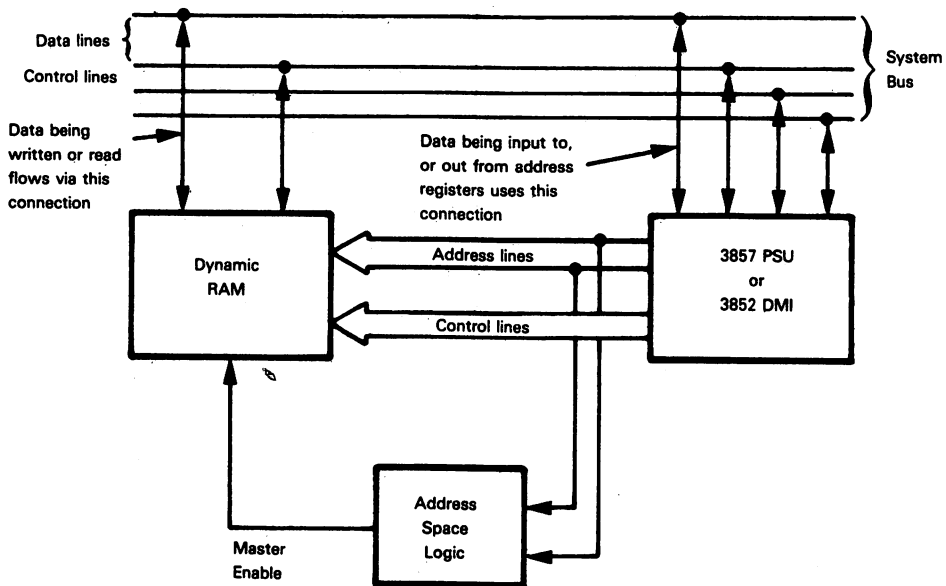 Data lines
Control lines
System
Bus
Data being
written or read
flows via this
connection
Data being input to,
or out from address
registers uses this
connection
Dynamic
RAM
Address lines
Control lines
3857 PSU
or
3852 DMI
Address
Space
Logic
Master
Enable